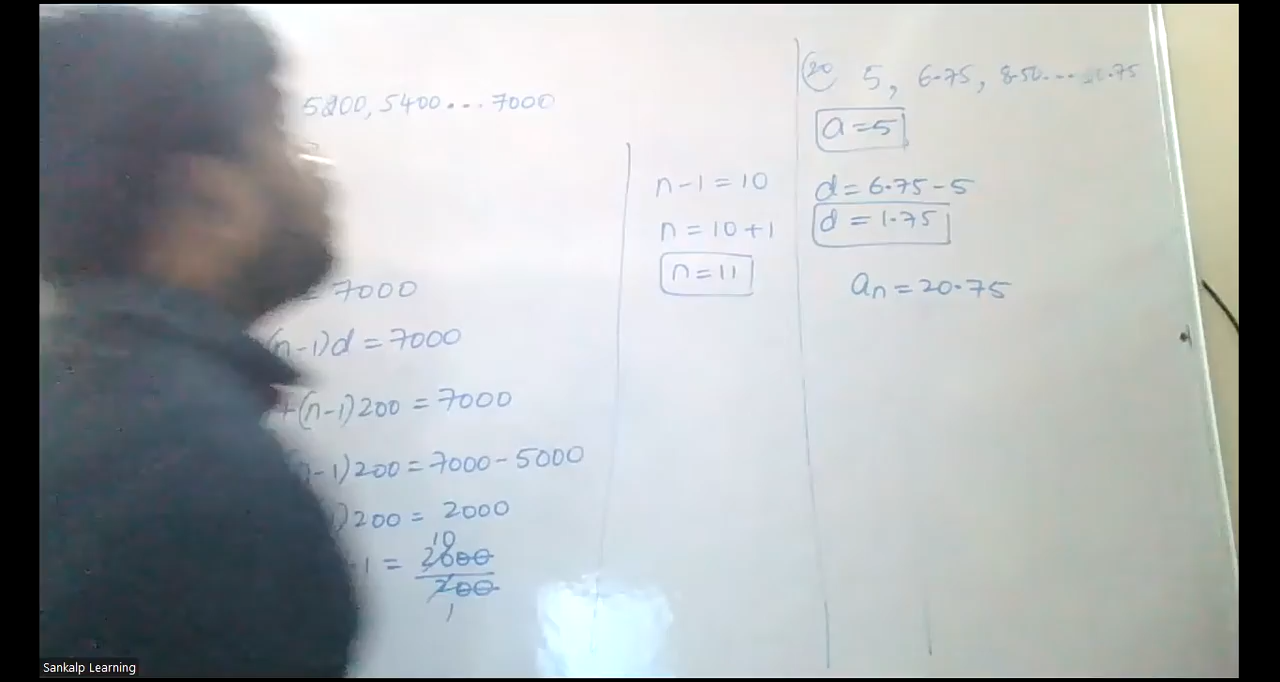 5200, 5400... 7000
= 7000
(n-1)d = 7000
+(n-1)200 = 7000
-1)200 = 7000 - 5000
)200 = 2000
-1 = 2000/200
10
1
n-1 = 10
n = 10+1
n = 11
(20) 5, 6.75, 8.50...
a = 5
d = 6.75 - 5
d = 1.75
an = 20.75
Sankalp Learning